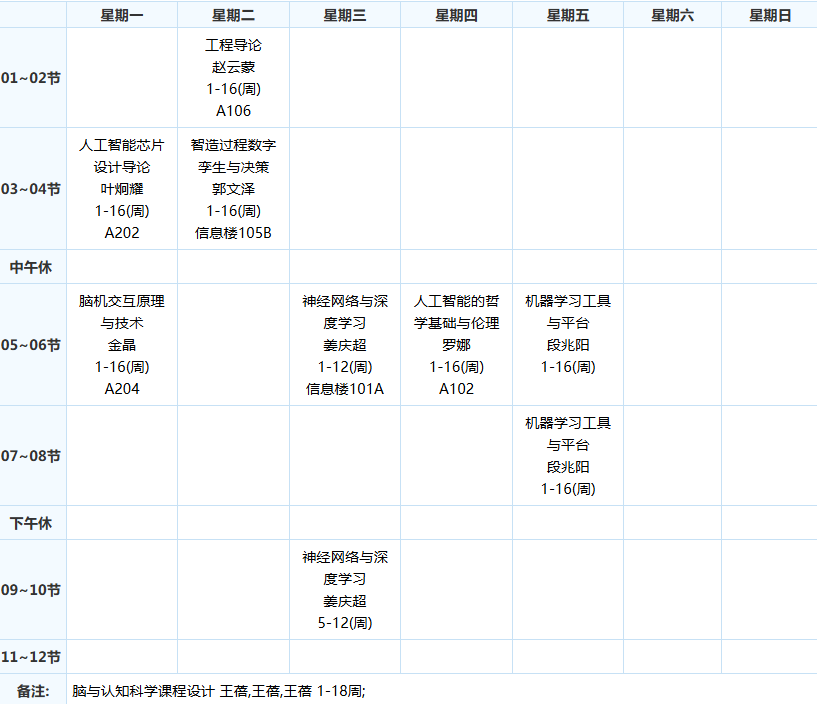 星期一 星期二 星期三 星期四 星期五 星期六 星期日
01~02节
工程导论
赵云蒙
1-16(周)
A106
03~04节
人工智能芯片
设计导论
叶炯耀
1-16(周)
A202
智造过程数字
孪生与决策
郭文泽
1-16(周)
信息楼105B
中午休
05~06节
脑机交互原理
与技术
金晶
1-16(周)
A204
神经网络与深
度学习
姜庆超
1-12(周)
信息楼101A
人工智能的哲
学基础与伦理
罗娜
1-16(周)
A102
机器学习工具
与平台
段兆阳
1-16(周)
07~08节
机器学习工具
与平台
段兆阳
1-16(周)
下午休
09~10节
神经网络与深
度学习
姜庆超
5-12(周)
11~12节
备注: 脑与认知科学课程设计 王蓓,王蓓,王蓓 1-18周;